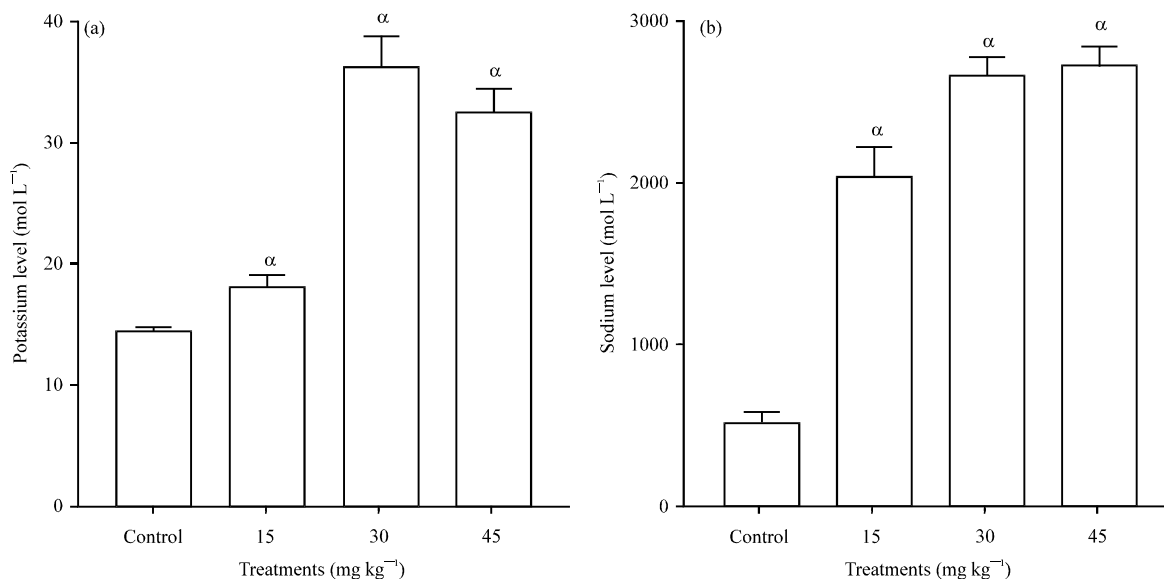 (a)
Potassium level (mol L⁻¹)
40
30
20
10
0
α
α
α
Control 15 30 45
Treatments (mg kg⁻¹)
(b)
Sodium level (mol L⁻¹)
3000
2000
1000
0
α
α
α
Control 15 30 45
Treatments (mg kg⁻¹)